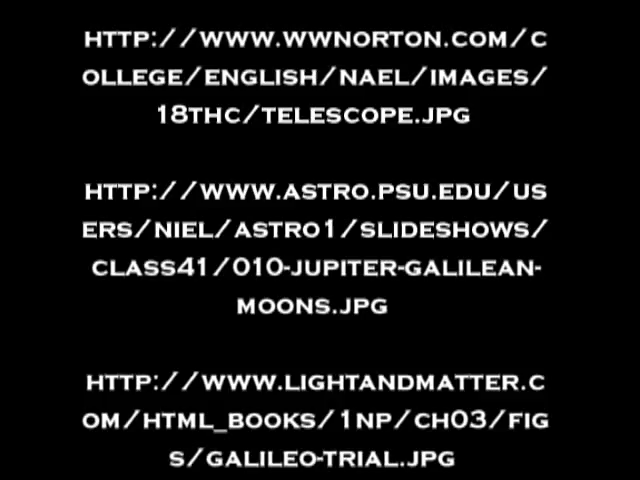 HTTP://WWW.WWNORTON.COM/C
OLLEGE/ENGLISH/NAEL/IMAGES/
18THC/TELESCOPE.JPG
HTTP://WWW.ASTRO.PSU.EDU/US
ERS/NIEL/ASTRO1/SLIDESHOWS/
CLASS41/010-JUPITER-GALILEAN-
MOONS.JPG
HTTP://WWW.LIGHTANDMATTER.C
OM/HTML_BOOKS/1NP/CH03/FIG
S/GALILEO-TRIAL.JPG